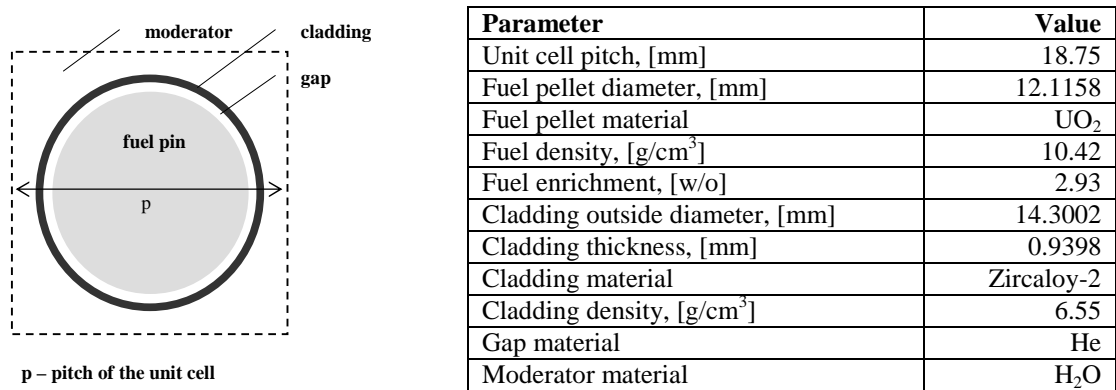 moderator cladding
gap
fuel pin
p
p – pitch of the unit cell
Parameter Value
Unit cell pitch, [mm] 18.75
Fuel pellet diameter, [mm] 12.1158
Fuel pellet material UO₂
Fuel density, [g/cm³] 10.42
Fuel enrichment, [w/o] 2.93
Cladding outside diameter, [mm] 14.3002
Cladding thickness, [mm] 0.9398
Cladding material Zircaloy-2
Cladding density, [g/cm³] 6.55
Gap material He
Moderator material H₂O